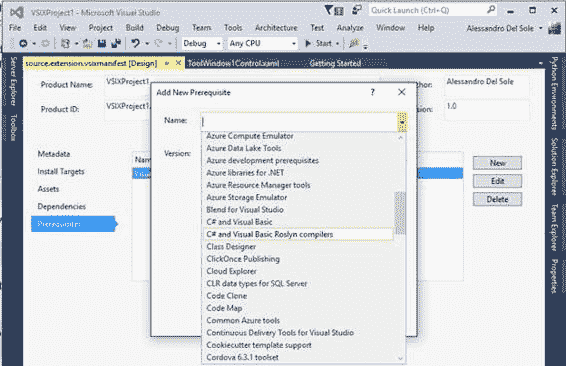 VSIXProject1 - Microsoft Visual Studio
Quick Launch (Ctrl+Q)
File Edit View Project Build Debug Team Tools Architecture Test Analyze Window Help
Alessandro Del Sole
Debug Any CPU Start
source.extension.vsixmanifest [Design]
ToolWindow1Control.xaml
Getting Started
Server Explorer
Toolbox
Product Name: VSIXProject1
Product ID: VSIXProject1
Alessandro Del Sole
1.0
Metadata
Install Targets
Assets
Dependencies
Prerequisites
New
Edit
Delete
Add New Prerequisite
Name:
Version:
Azure Compute Emulator
Azure Data Lake Tools
Azure development prerequisites
Azure libraries for .NET
Azure Resource Manager tools
Azure Storage Emulator
Blend for Visual Studio
C# and Visual Basic
C# and Visual Basic Roslyn compilers
Class Designer
ClickOnce Publishing
Cloud Explorer
CLR data types for SQL Server
Code Clone
Code Map
Common Azure tools
Continuous Delivery Tools for Visual Studio
Cookiecutter template support
Cordova 6.3.1 toolset
Python Environments
Solution Explorer
Team Explorer
Properties